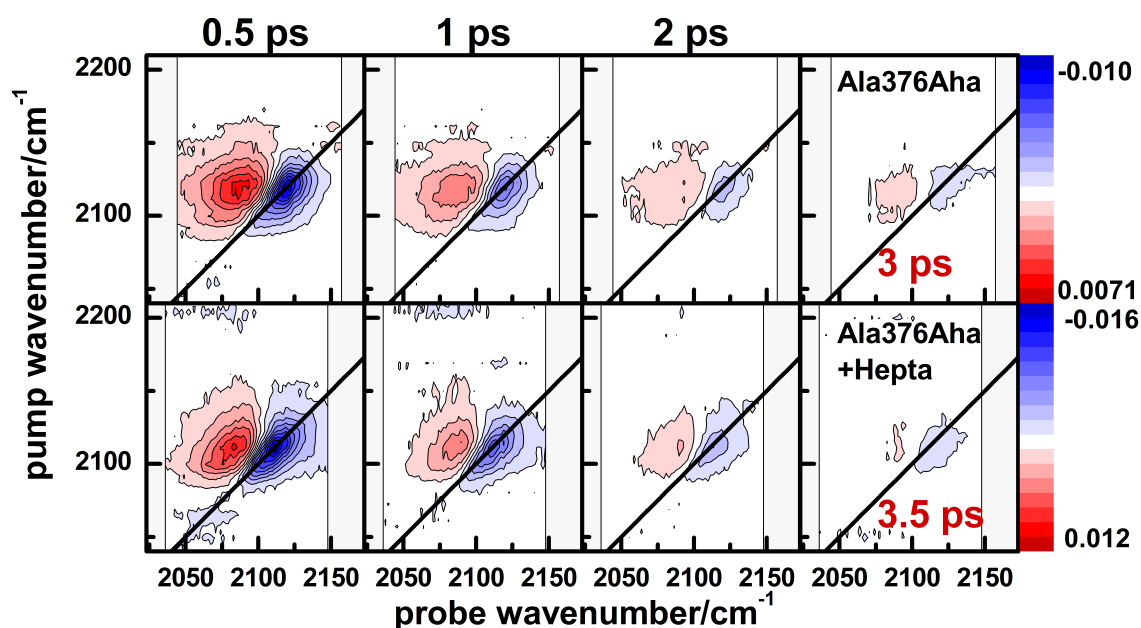 0.5 ps 1 ps 2 ps
pump wavenumber/cm⁻¹
2200
2100
Ala376Aha
3 ps
-0.010
0.0071
-0.016
2200
2100
Ala376Aha
+Hepta
3.5 ps
0.012
2050 2100 2150 2050 2100 2150 2050 2100 2150 2050 2100 2150
probe wavenumber/cm⁻¹